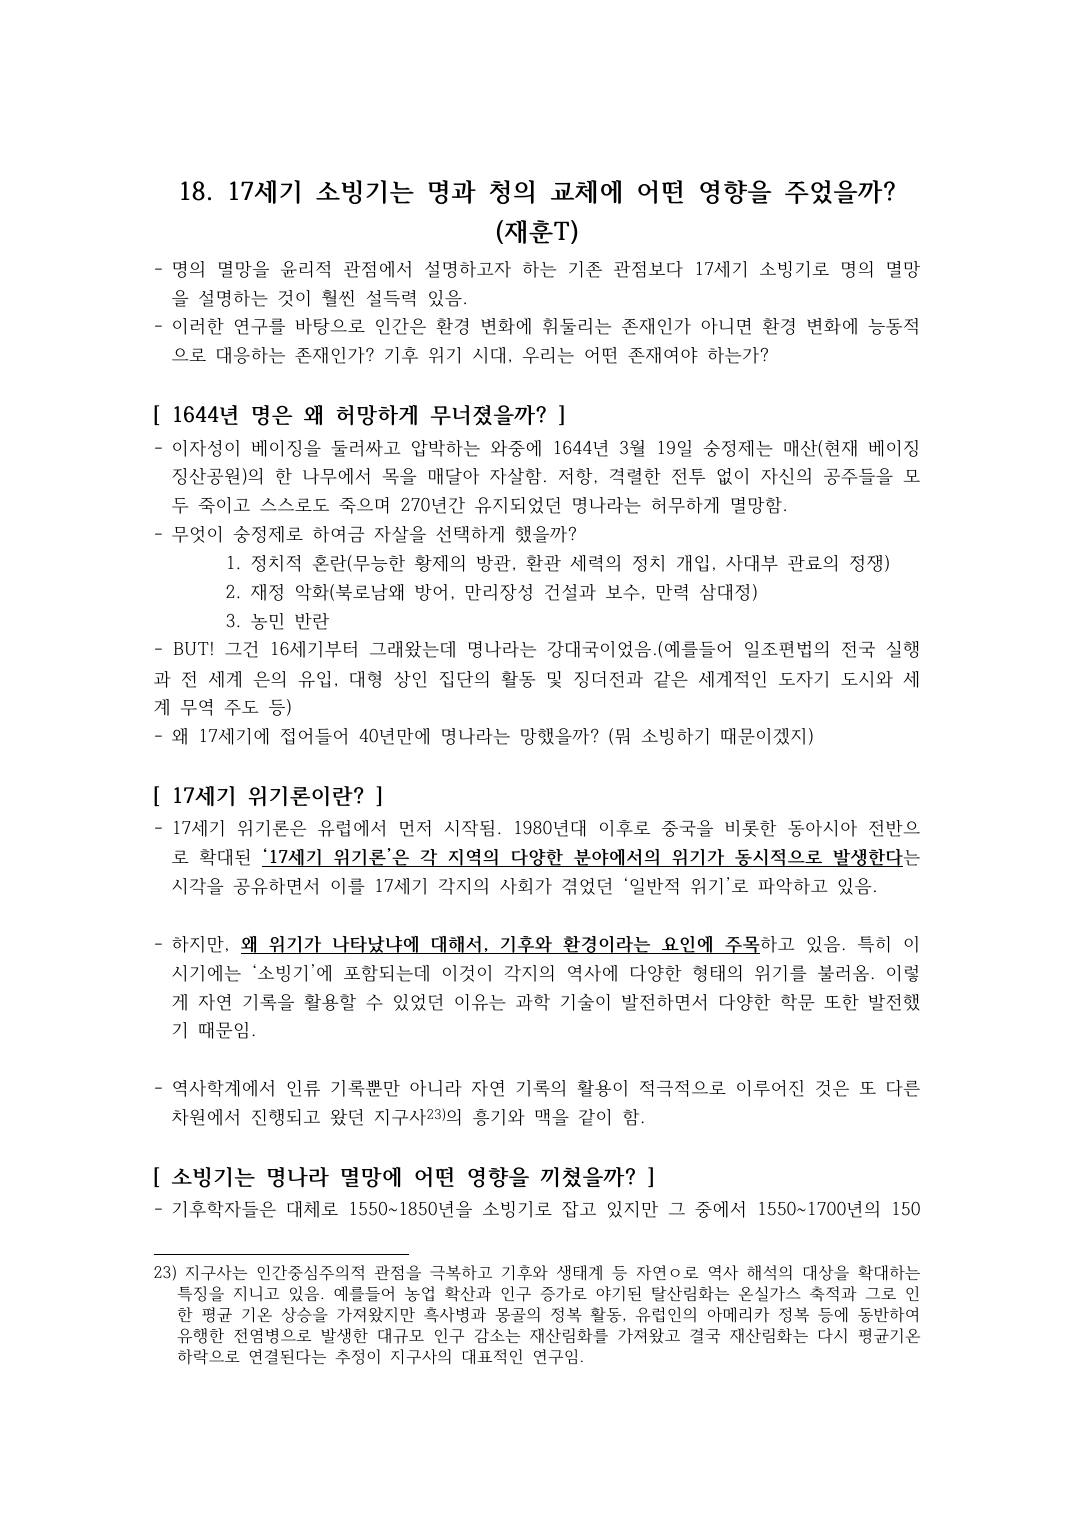 18. 17세기 소빙기는 명과 청의 교체에 어떤 영향을 주었을까?
(재훈T)
- 명의 멸망을 윤리적 관점에서 설명하고자 하는 기존 관점보다 17세기 소빙기로 명의 멸망
을 설명하는 것이 훨씬 설득력 있음.
- 이러한 연구를 바탕으로 인간은 환경 변화에 휘둘리는 존재인가 아니면 환경 변화에 능동적
으로 대응하는 존재인가? 기후 위기 시대, 우리는 어떤 존재여야 하는가?
[ 1644년 명은 왜 허망하게 무너졌을까? ]
- 이자성이 베이징을 둘러싸고 압박하는 와중에 1644년 3월 19일 숭정제는 매산(현재 베이징
징산공원)의 한 나무에서 목을 매달아 자살함. 저항, 격렬한 전투 없이 자신의 공주들을 모
두 죽이고 스스로도 죽으며 270년간 유지되었던 명나라는 허무하게 멸망함.
- 무엇이 숭정제로 하여금 자살을 선택하게 했을까?
1. 정치적 혼란(무능한 황제의 방관, 환관 세력의 정치 개입, 사대부 관료의 정쟁)
2. 재정 악화(북로남왜 방어, 만리장성 건설과 보수, 만력 삼대정)
3. 농민 반란
- BUT! 그건 16세기부터 그래왔는데 명나라는 강대국이었음.(예를들어 일조편법의 전국 실행
과 전 세계 은의 유입, 대형 상인 집단의 활동 및 징더전과 같은 세계적인 도자기 도시와 세
계 무역 주도 등)
- 왜 17세기에 접어들어 40년만에 명나라는 망했을까? (뭐 소빙하기 때문이겠지)
[ 17세기 위기론이란? ]
- 17세기 위기론은 유럽에서 먼저 시작됨. 1980년대 이후로 중국을 비롯한 동아시아 전반으
로 확대된 ‘17세기 위기론’은 각 지역의 다양한 분야에서의 위기가 동시적으로 발생한다는
시각을 공유하면서 이를 17세기 각지의 사회가 겪었던 ‘일반적 위기’로 파악하고 있음.
- 하지만, 왜 위기가 나타났냐에 대해서, 기후와 환경이라는 요인에 주목하고 있음. 특히 이
시기에는 ‘소빙기’에 포함되는데 이것이 각지의 역사에 다양한 형태의 위기를 불러옴. 이렇
게 자연 기록을 활용할 수 있었던 이유는 과학 기술이 발전하면서 다양한 학문 또한 발전했
기 때문임.
- 역사학계에서 인류 기록뿐만 아니라 자연 기록의 활용이 적극적으로 이루어진 것은 또 다른
차원에서 진행되고 왔던 지구사23)의 흥기와 맥을 같이 함.
[ 소빙기는 명나라 멸망에 어떤 영향을 끼쳤을까? ]
- 기후학자들은 대체로 1550~1850년을 소빙기로 잡고 있지만 그 중에서 1550~1700년의 150
23) 지구사는 인간중심주의적 관점을 극복하고 기후와 생태계 등 자연ㅇ로 역사 해석의 대상을 확대하는
특징을 지니고 있음. 예를들어 농업 확산과 인구 증가로 야기된 탈산림화는 온실가스 축적과 그로 인
한 평균 기온 상승을 가져왔지만 흑사병과 몽골의 정복 활동, 유럽인의 아메리카 정복 등에 동반하여
유행한 전염병으로 발생한 대규모 인구 감소는 재산림화를 가져왔고 결국 재산림화는 다시 평균기온
하락으로 연결된다는 추정이 지구사의 대표적인 연구임.